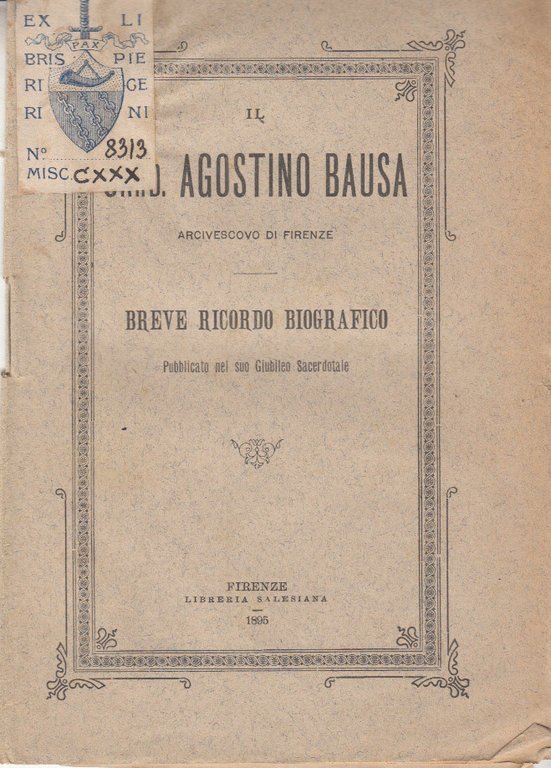 EX LI
PAX
BRIS PIE
RI GE
RI NI
Nº 8313
MISC. CXXX
IL
CARD. AGOSTINO BAUSA
ARCIVESCOVO DI FIRENZE
BREVE RICORDO BIOGRAFICO
Pubblicato nel suo Giubileo Sacerdotale
FIRENZE
LIBRERIA SALESIANA
1895